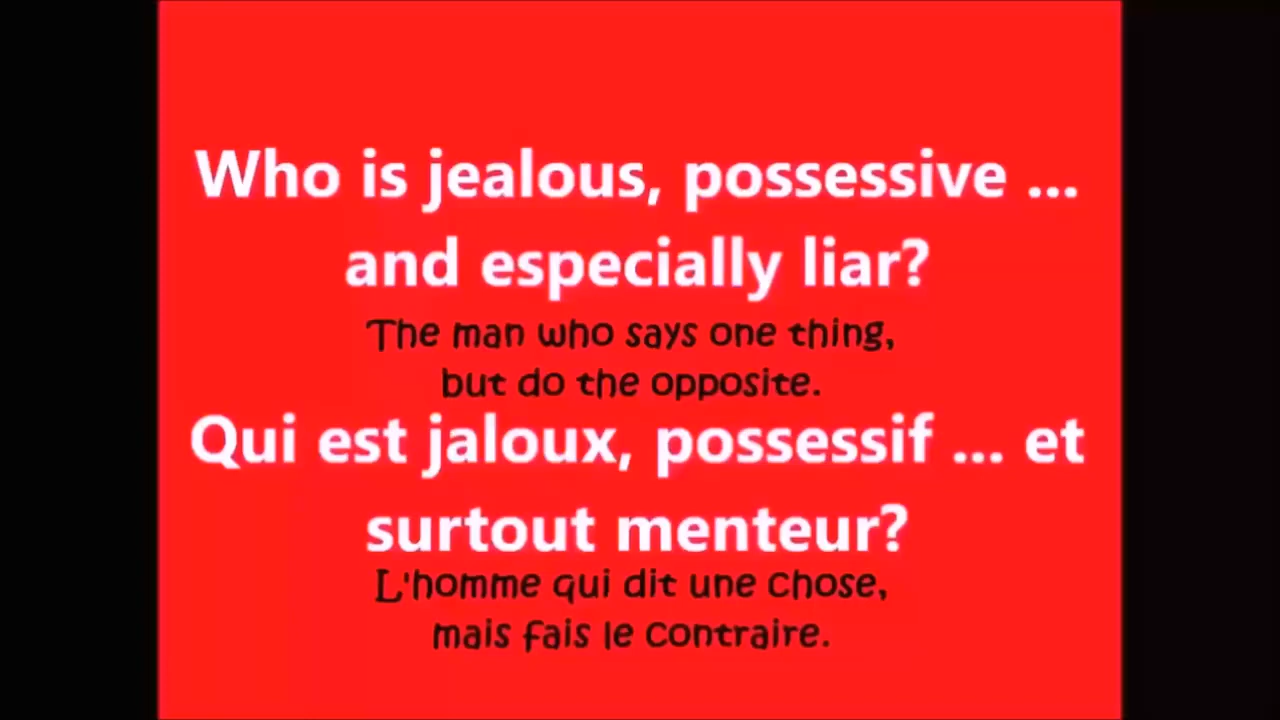 Who is jealous, possessive ...
and especially liar?
The man who says one thing,
but do the opposite.
Qui est jaloux, possessif ... et
surtout menteur?
L'homme qui dit une chose,
mais fais le contraire.